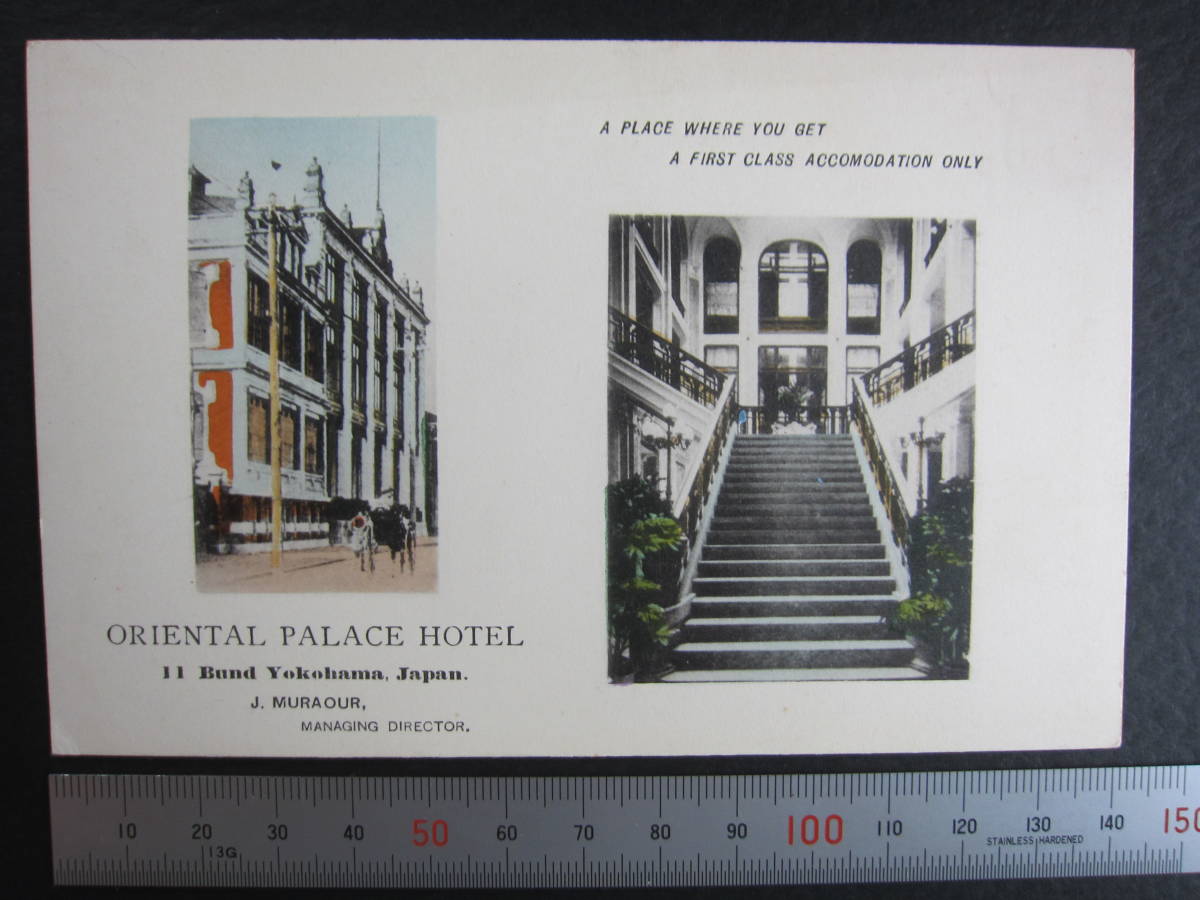 A PLACE WHERE YOU GET
A FIRST CLASS ACCOMODATION ONLY
ORIENTAL PALACE HOTEL
11 Bund Yokohama, Japan.
J. MURAOUR,
MANAGING DIRECTOR.
10 20 30 40 50 60 70 80 90 100 110 120 130 140 150
13G
STAINLESS HARDENED